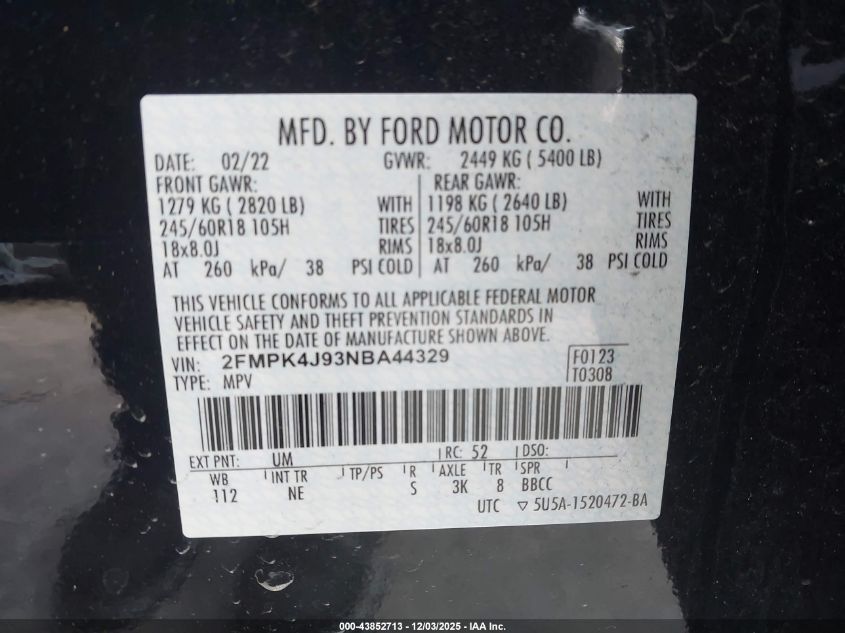 MFD. BY FORD MOTOR CO.
DATE: 02/22 GVWR: 2449 KG ( 5400 LB)
FRONT GAWR: REAR GAWR:
1279 KG ( 2820 LB) WITH 1198 KG ( 2640 LB) WITH
245/60R18 105H TIRES 245/60R18 105H TIRES
18x8.0J RIMS 18x8.0J RIMS
AT 260 kPa/ 38 PSI COLD AT 260 kPa/ 38 PSI COLD
THIS VEHICLE CONFORMS TO ALL APPLICABLE FEDERAL MOTOR
VEHICLE SAFETY AND THEFT PREVENTION STANDARDS IN
EFFECT ON THE DATE OF MANUFACTURE SHOWN ABOVE.
VIN: 2FMPK4J93NBA44329 F0123
TYPE: MPV T0308
EXT PNT: UM RC: 52 DSO:
WB INT TR TP/PS R AXLE TR SPR
112 NE S 3K 8 BBCC
UTC ▽ 5U5A-1520472-BA
000-43852713 - 12/03/2025 - IAA Inc.